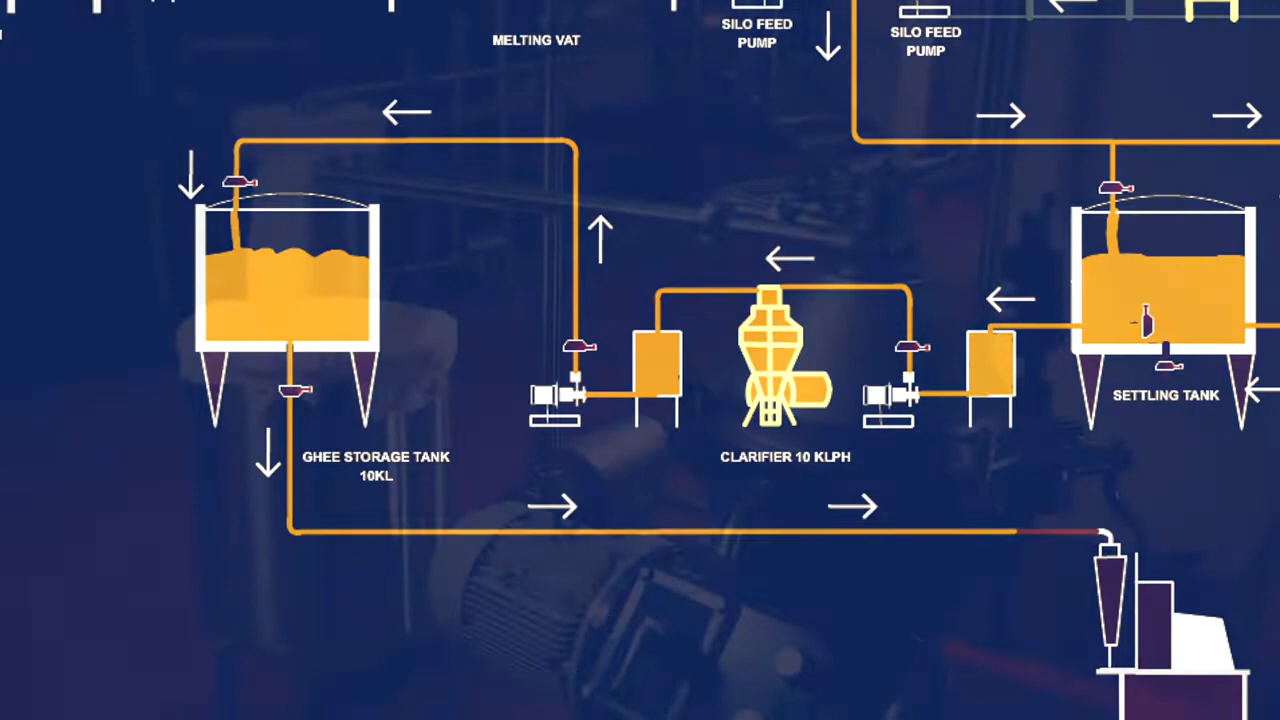 MELTING VAT
SILO FEED
PUMP
SILO FEED
PUMP
SETTLING TANK
GHEE STORAGE TANK
10KL
CLARIFIER 10 KLPH